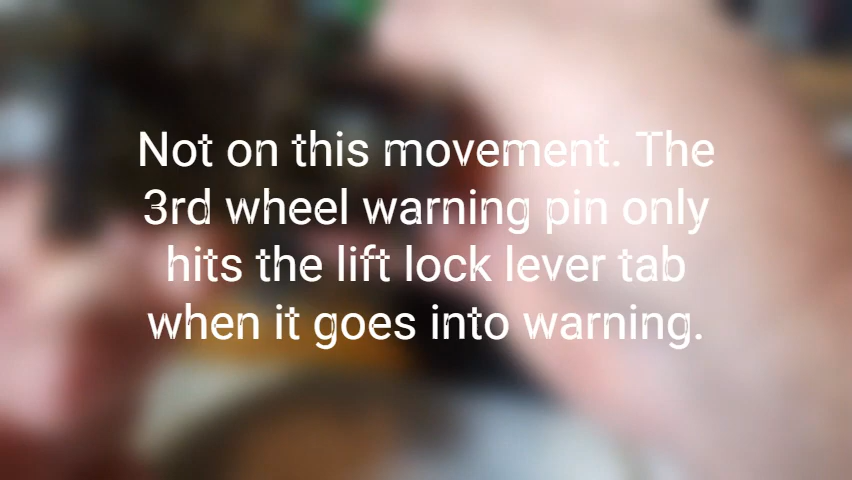 Not on this movement. The
3rd wheel warning pin only
hits the lift lock lever tab
when it goes into warning.